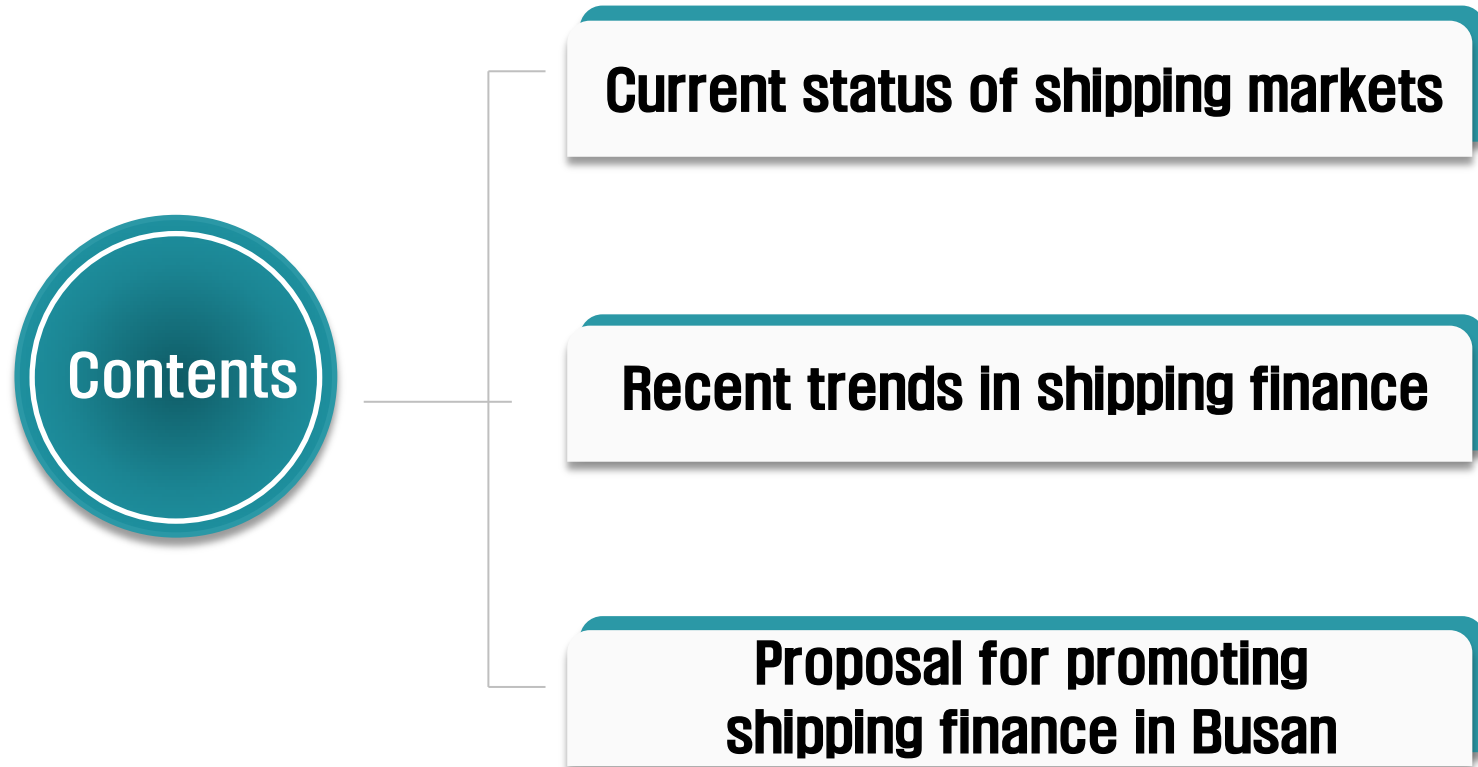 Contents
Current status of shipping markets
Recent trends in shipping finance
Proposal for promoting
shipping finance in Busan